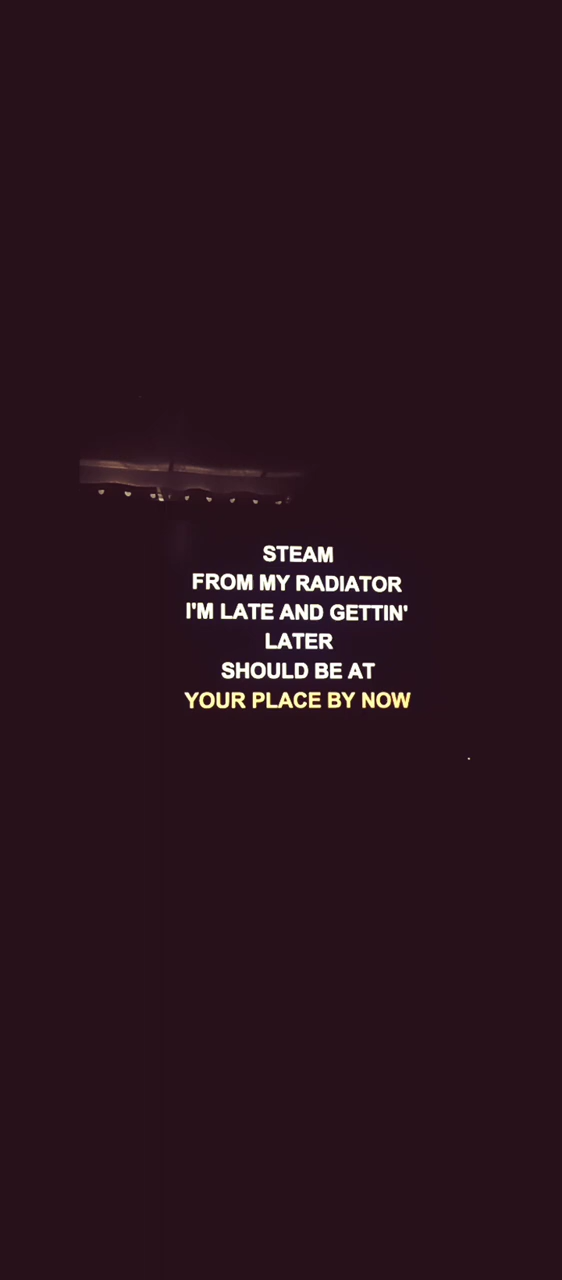 STEAM
FROM MY RADIATOR
I'M LATE AND GETTIN'
LATER
SHOULD BE AT
YOUR PLACE BY NOW